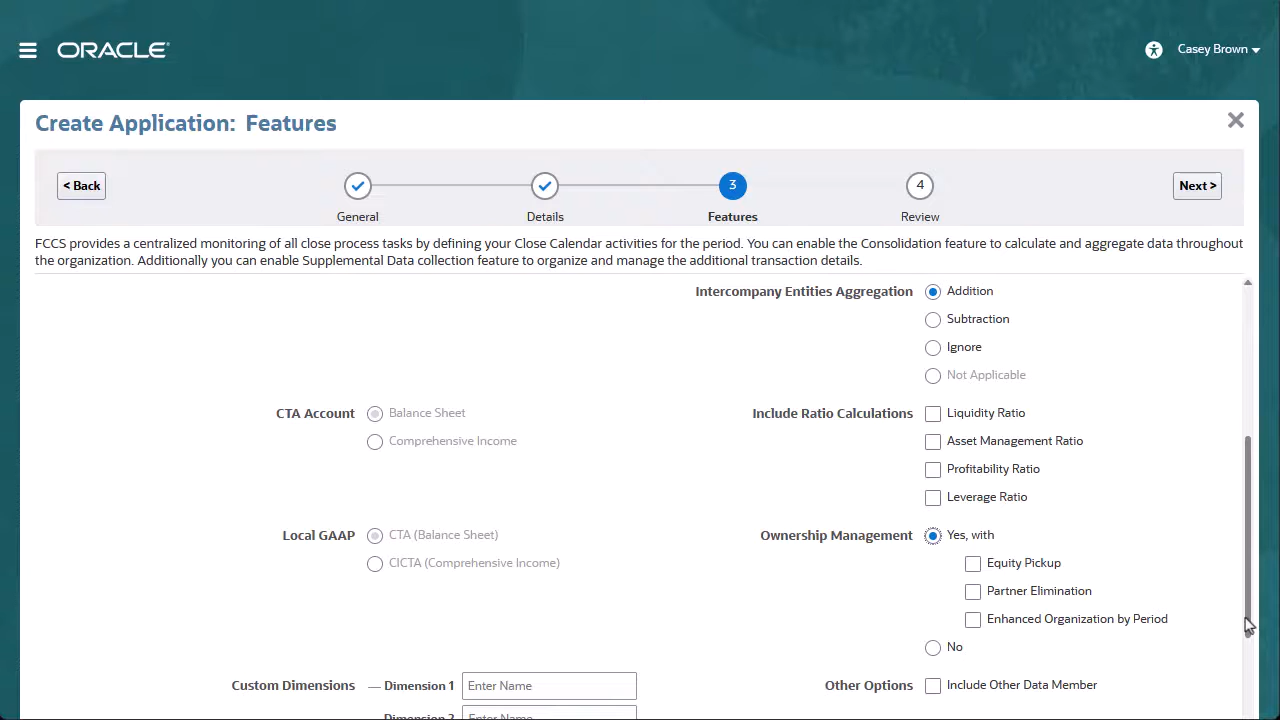 ORACLE
Casey Brown
Create Application: Features
< Back
3
4
Next >
General
Details
Features
Review
FCCS provides a centralized monitoring of all close process tasks by defining your Close Calendar activities for the period. You can enable the Consolidation feature to calculate and aggregate data throughout
the organization. Additionally you can enable Supplemental Data collection feature to organize and manage the additional transaction details.
Intercompany Entities Aggregation
Addition
Subtraction
Ignore
Not Applicable
CTA Account
Balance Sheet
Comprehensive Income
Include Ratio Calculations
Liquidity Ratio
Asset Management Ratio
Profitability Ratio
Leverage Ratio
Local GAAP
CTA (Balance Sheet)
CICTA (Comprehensive Income)
Ownership Management
Yes, with
Equity Pickup
Partner Elimination
Enhanced Organization by Period
No
Custom Dimensions
— Dimension 1
Enter Name
Other Options
Include Other Data Member
Dimension 2
Enter Name